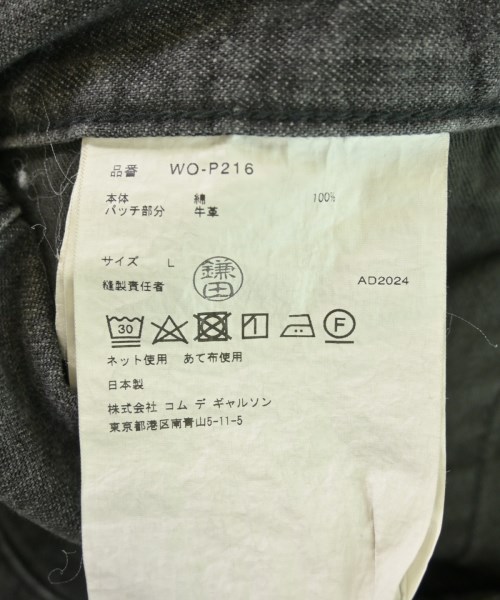 品番 WO-P216
本体 綿 100%
パッチ部分 牛革
サイズ L
縫製責任者 鎌田 AD2024
30 F
ネット使用 あて布使用
日本製
株式会社 コム デ ギャルソン
東京都港区南青山5-11-5